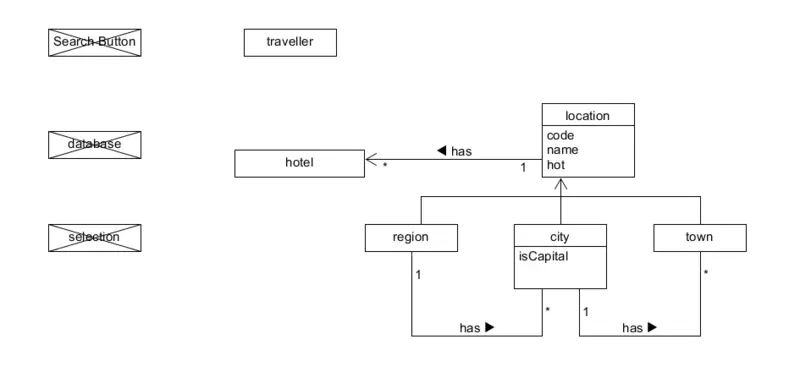 Search Button
traveller
location
code
name
hot
database
hotel
◀ has
*
1
selection
region
city
isCapital
town
1
*
1
*
has ▶
has ▶